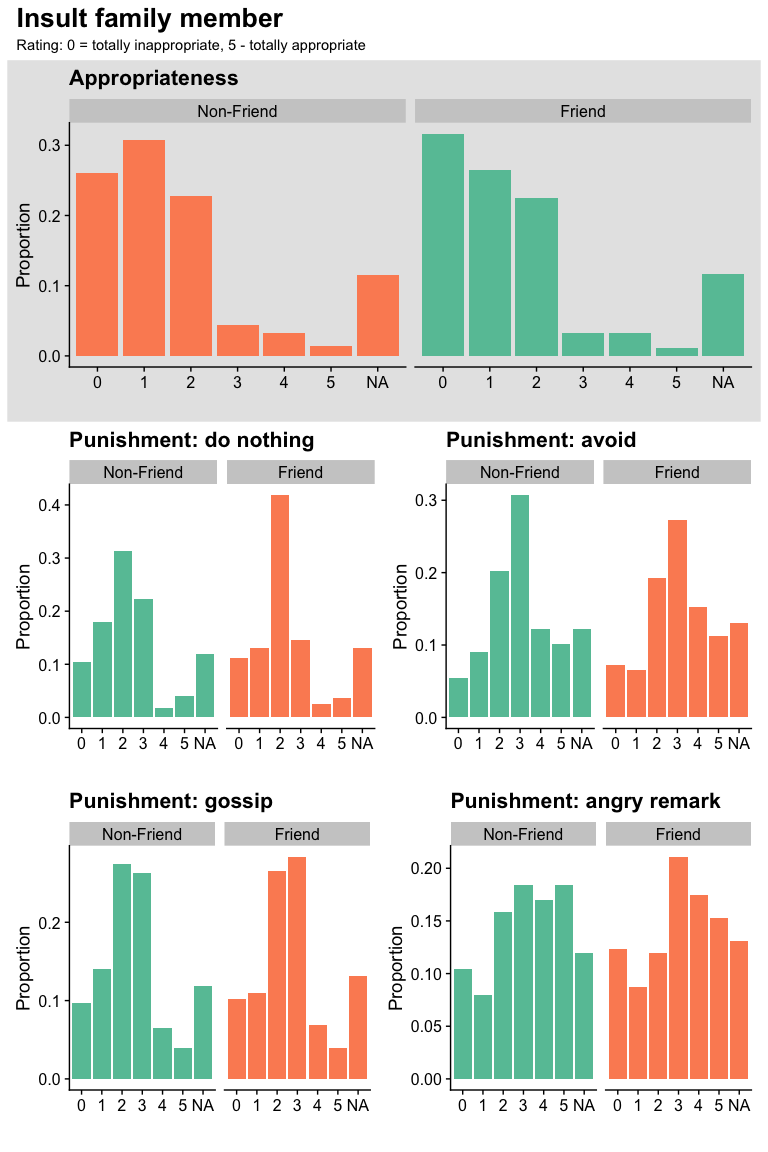 Insult family member
Rating: 0 = totally inappropriate, 5 - totally appropriate
Appropriateness
Non-Friend Friend
Proportion
0.3
0.2
0.1
0.0
0 1 2 3 4 5 NA 0 1 2 3 4 5 NA
Punishment: do nothing
Non-Friend Friend
Proportion
0.4
0.3
0.2
0.1
0.0
0 1 2 3 4 5 NA 0 1 2 3 4 5 NA
Punishment: avoid
Non-Friend Friend
Proportion
0.3
0.2
0.1
0.0
0 1 2 3 4 5 NA 0 1 2 3 4 5 NA
Punishment: gossip
Non-Friend Friend
Proportion
0.2
0.1
0.0
0 1 2 3 4 5 NA 0 1 2 3 4 5 NA
Punishment: angry remark
Non-Friend Friend
Proportion
0.20
0.15
0.10
0.05
0.00
0 1 2 3 4 5 NA 0 1 2 3 4 5 NA